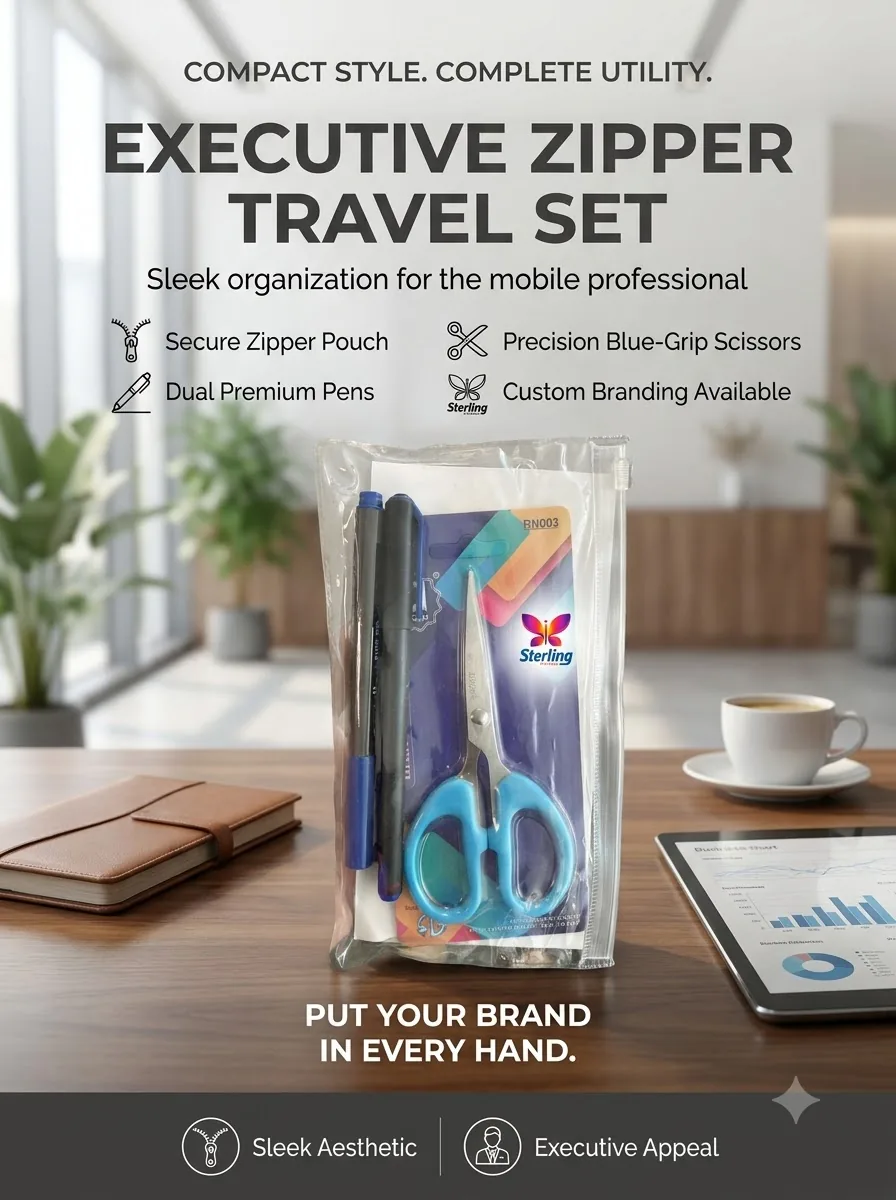 COMPACT STYLE. COMPLETE UTILITY.
EXECUTIVE ZIPPER
TRAVEL SET
Sleek organization for the mobile professional
Secure Zipper Pouch
Precision Blue-Grip Scissors
Dual Premium Pens
Sterling
Custom Branding Available
BN003
Sterling
PUT YOUR BRAND
IN EVERY HAND.
Sleek Aesthetic
Executive Appeal